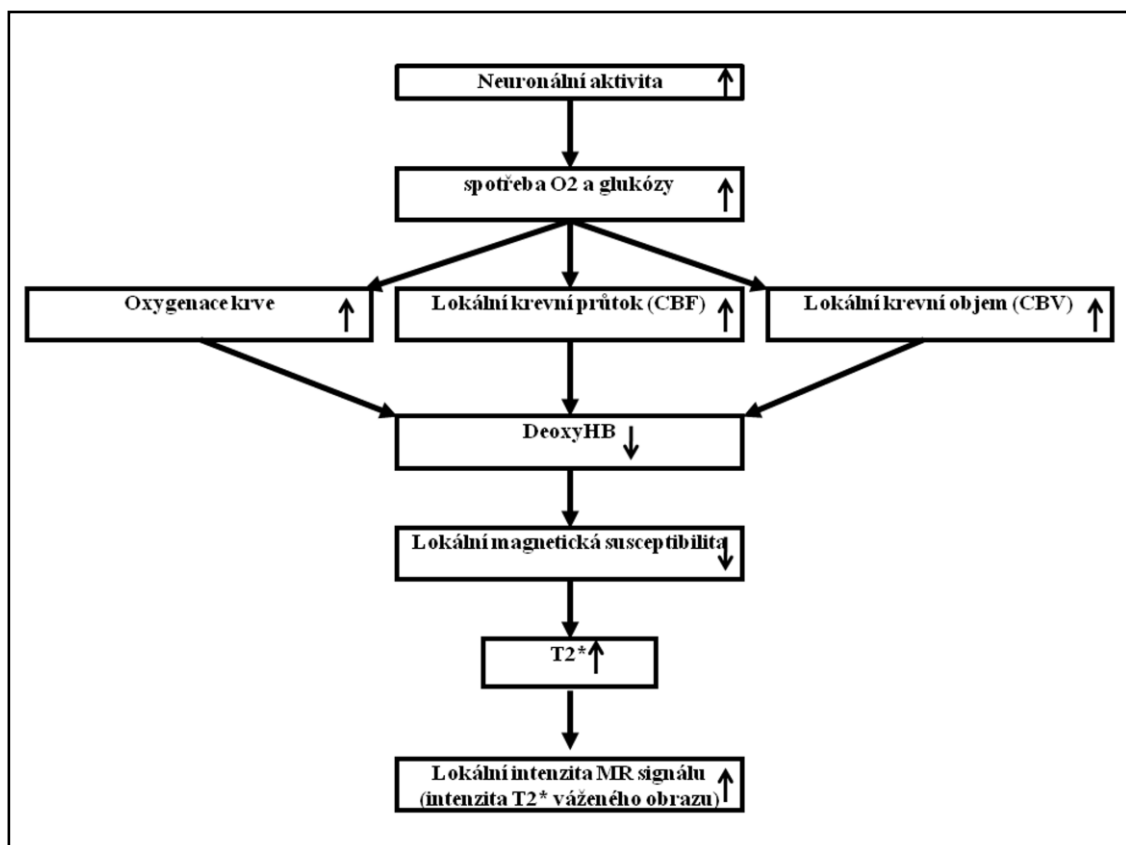 Neuronální aktivita
spotřeba O2 a glukózy
Oxygenace krve
Lokální krevní průtok (CBF)
Lokální krevní objem (CBV)
DeoxyHB
Lokální magnetická susceptibilita
T2*
Lokální intenzita MR signálu
(intenzita T2* váženého obrazu)